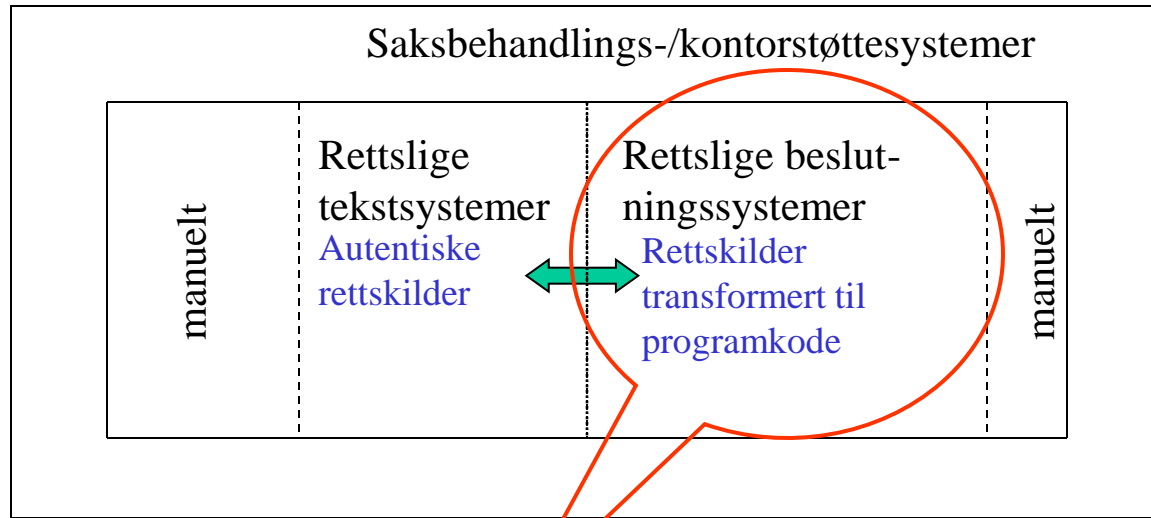 Saksbehandlings-/kontorstøttesystemer
manuelt
Rettslige
tekstsystemer
Autentiske
rettskilder
Rettslige beslut-
ningssystemer
Rettskilder
transformert til
programkode
manuelt